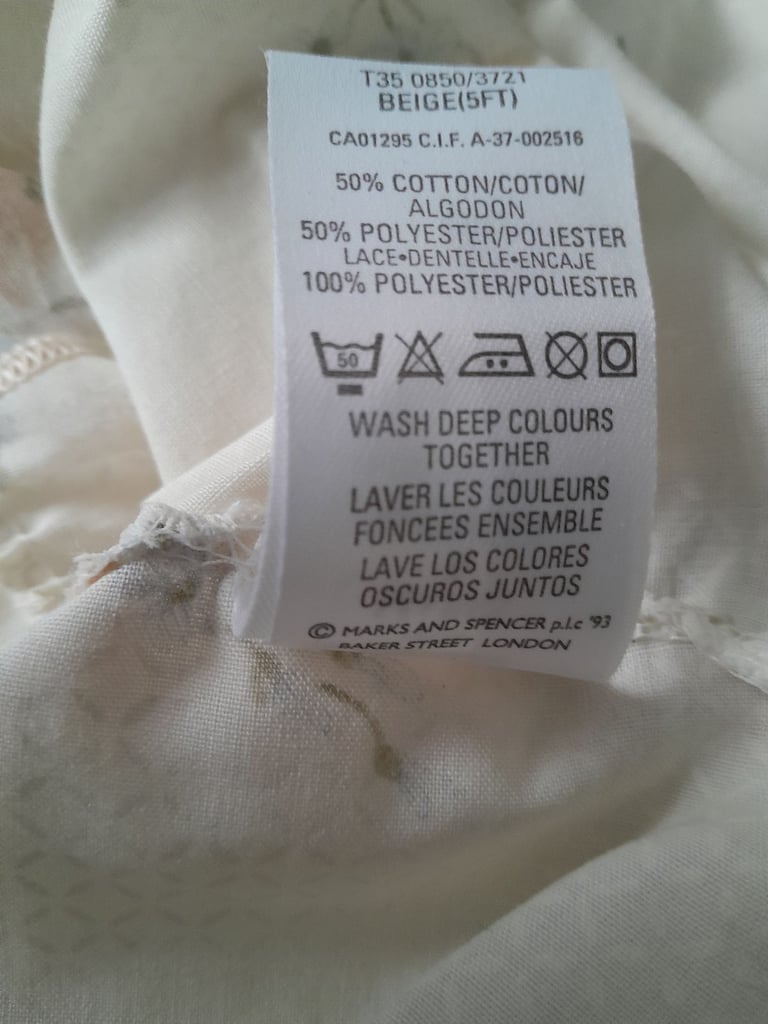 T35 0850/3721
BEIGE(5FT)
CA01295 C.I.F. A-37-002516
50% COTTON/COTON/
ALGODON
50% POLYESTER/POLIESTER
LACE•DENTELLE•ENCAJE
100% POLYESTER/POLIESTER
50
WASH DEEP COLOURS
TOGETHER
LAVER LES COULEURS
FONCEES ENSEMBLE
LAVE LOS COLORES
OSCUROS JUNTOS
© MARKS AND SPENCER p.l.c '93
BAKER STREET LONDON